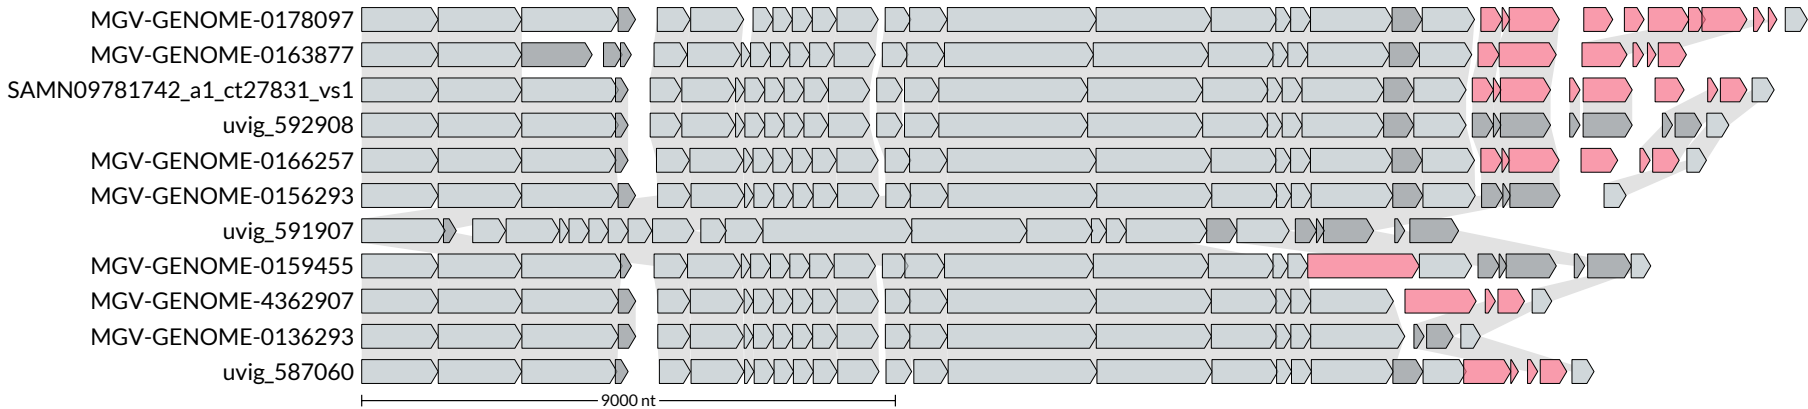 MGV-GENOME-0178097
MGV-GENOME-0163877
SAMN09781742_a1_ct27831_vs1
uvig_592908
MGV-GENOME-0166257
MGV-GENOME-0156293
uvig_591907
MGV-GENOME-0159455
MGV-GENOME-4362907
MGV-GENOME-0136293
uvig_587060
9000 nt